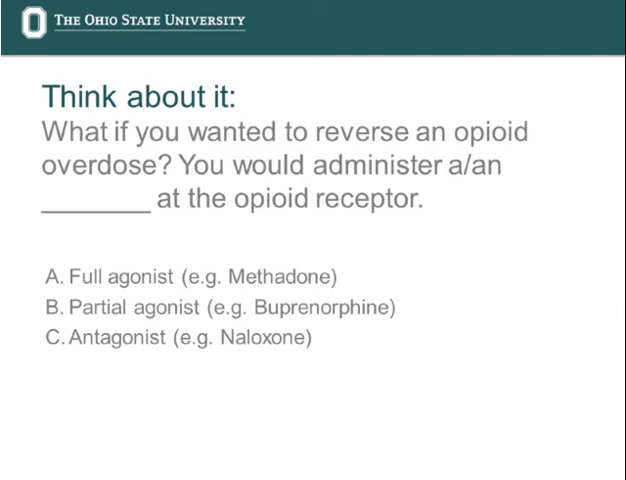 THE OHIO STATE UNIVERSITY
Think about it:
What if you wanted to reverse an opioid
overdose? You would administer a/an
________ at the opioid receptor.
A. Full agonist (e.g. Methadone)
B. Partial agonist (e.g. Buprenorphine)
C. Antagonist (e.g. Naloxone)